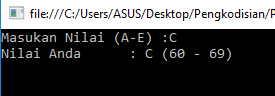 file:///C:/Users/ASUS/Desktop/Pengkodisian/P
Masukan Nilai (A-E) :C
Nilai Anda      : C (60 - 69)